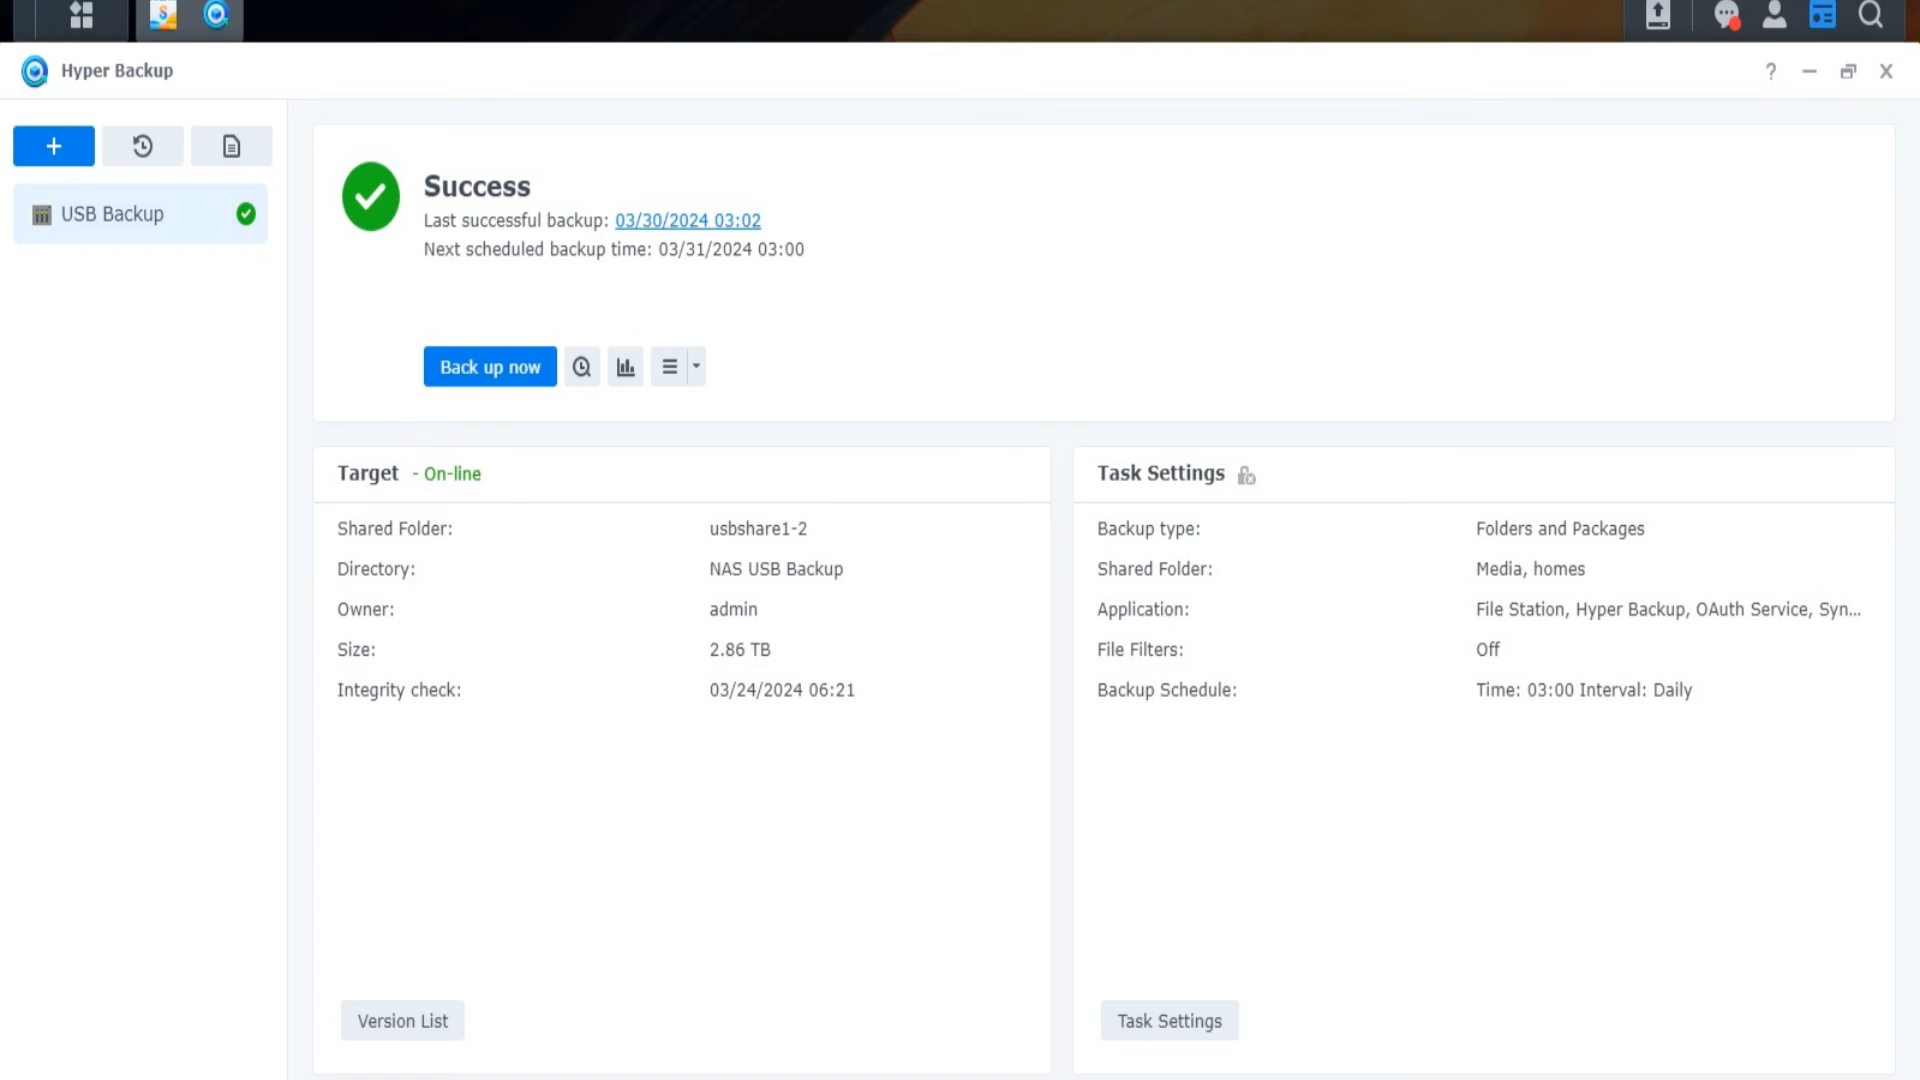 Hyper Backup
USB Backup
Success
Last successful backup: 03/30/2024 03:02
Next scheduled backup time: 03/31/2024 03:00
Back up now
Target - On-line
Shared Folder: usbshare1-2
Directory: NAS USB Backup
Owner: admin
Size: 2.86 TB
Integrity check: 03/24/2024 06:21
Version List
Task Settings
Backup type: Folders and Packages
Shared Folder: Media, homes
Application: File Station, Hyper Backup, OAuth Service, Syn...
File Filters: Off
Backup Schedule: Time: 03:00 Interval: Daily
Task Settings